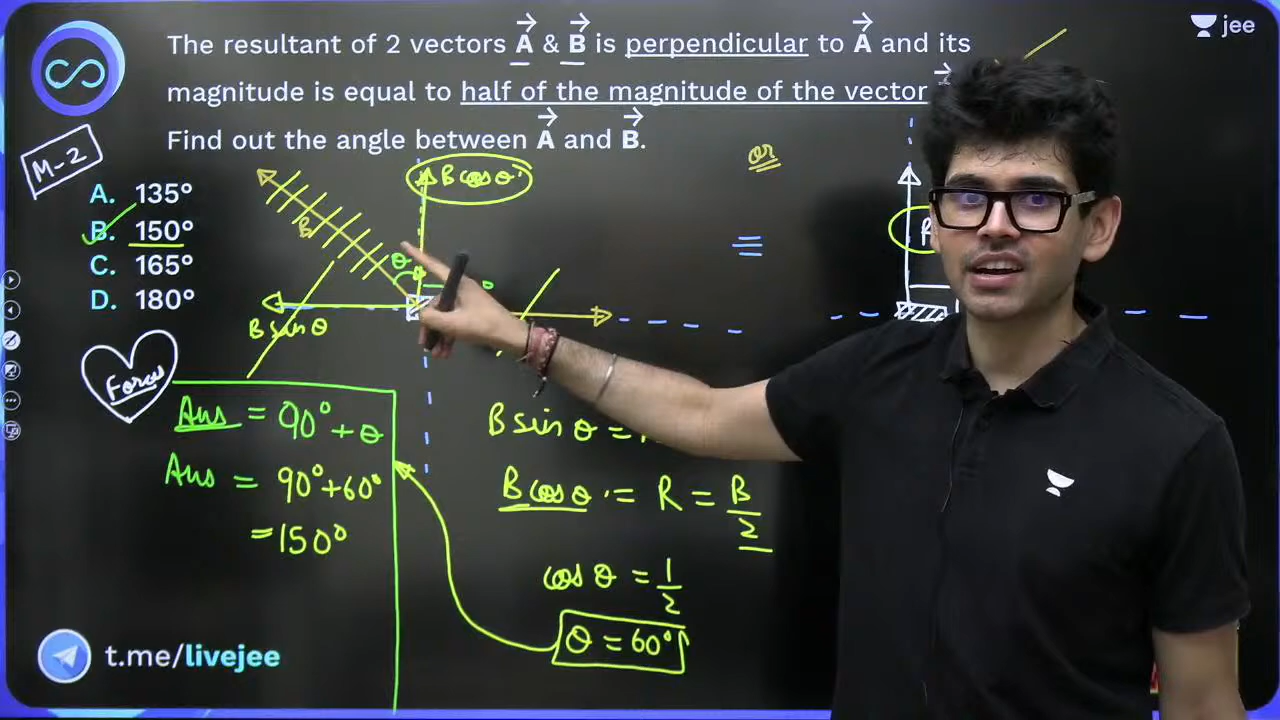 The resultant of 2 vectors A & B is perpendicular to A and its
magnitude is equal to half of the magnitude of the vector
Find out the angle between A and B.
jee
M-2
A. 135°
B. 150°
C. 165°
D. 180°
B cos θ
or
B
θ
=
B sin θ
Forces
Ans = 90° + θ
Ans = 90° + 60°
= 150°
B sin θ =
B cos θ = R = B/2
cos θ = 1/2
θ = 60°
t.me/livejee